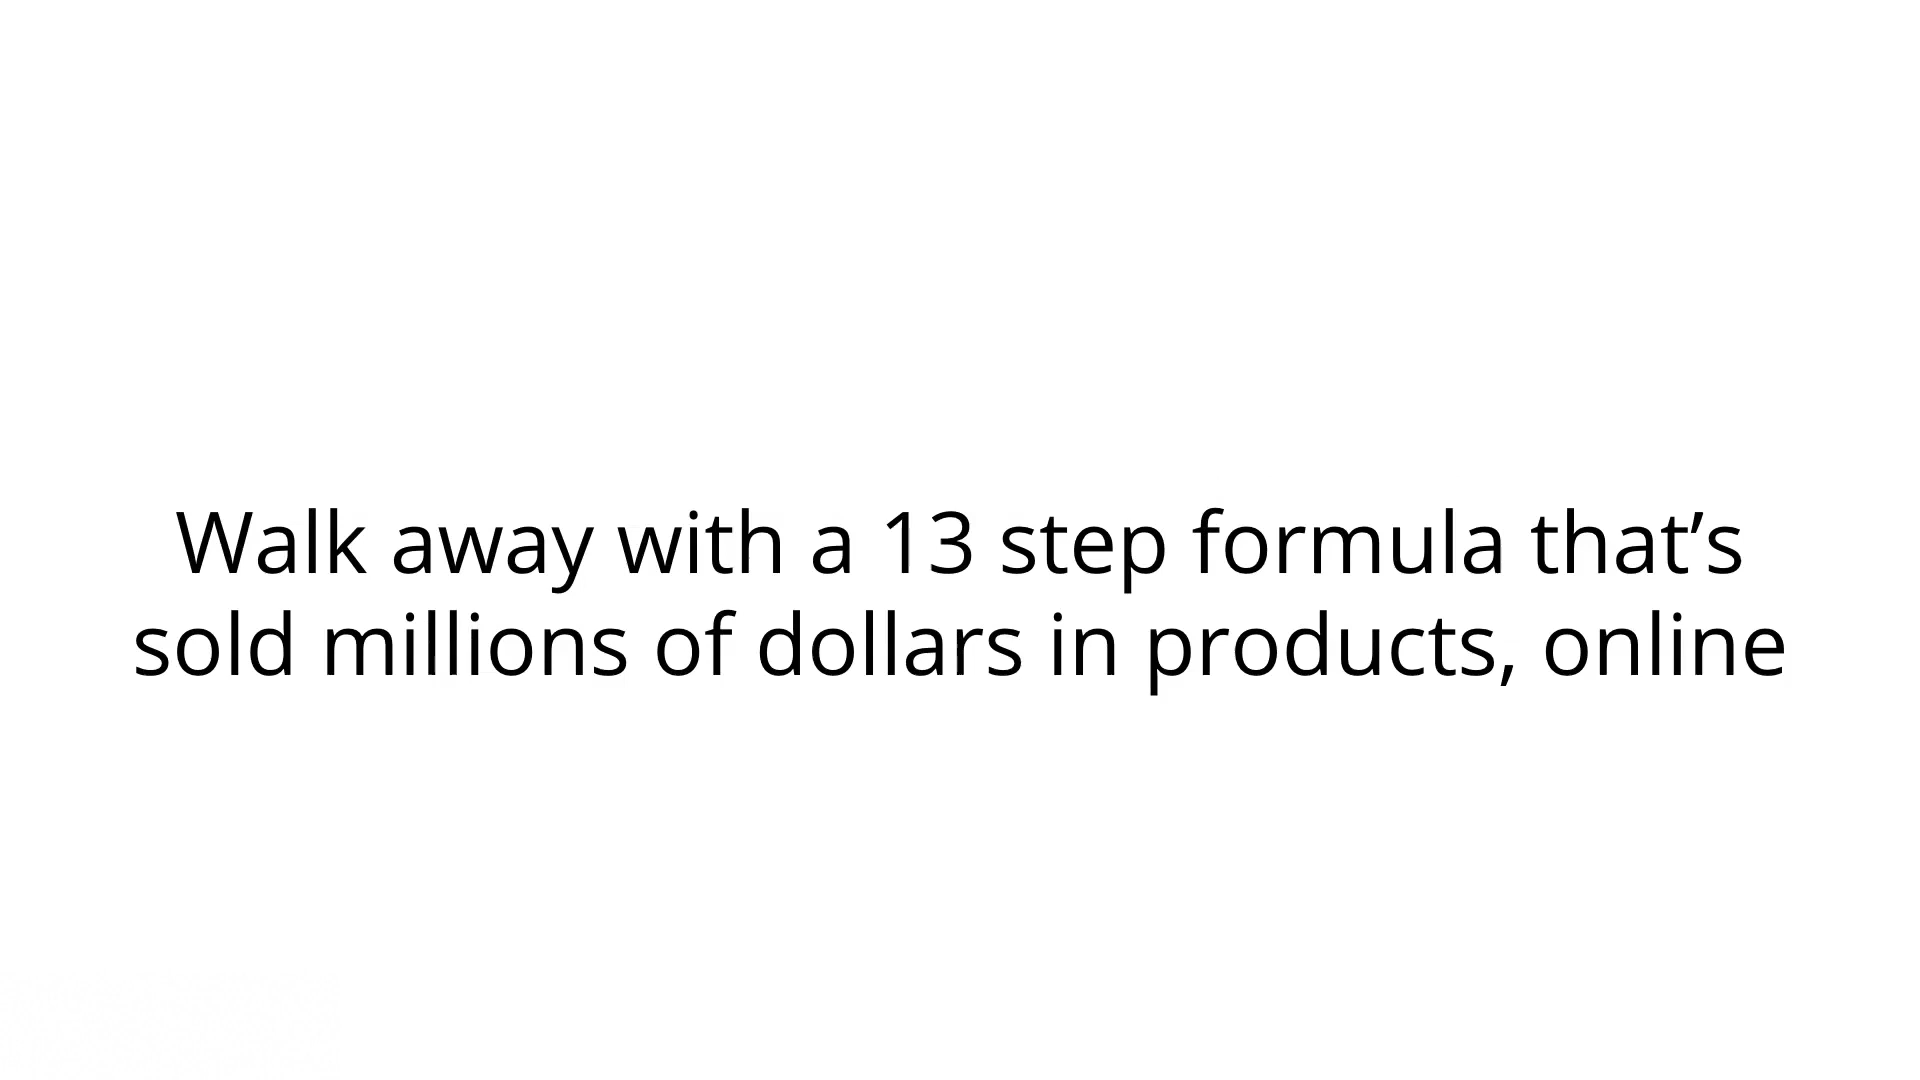 Walk away with a 13 step formula that’s
sold millions of dollars in products, online